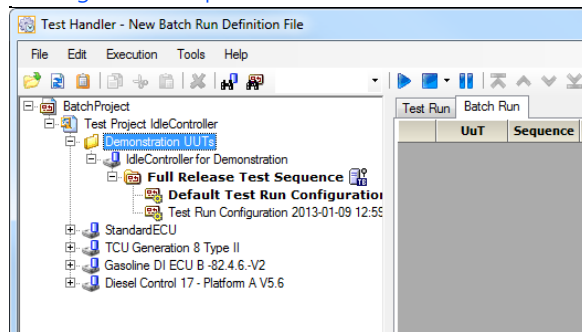 Test Handler - New Batch Run Definition File
File Edit Execution Tools Help
BatchProject
Test Project IdleController
Demonstration UUTs
IdleController for Demonstration
Full Release Test Sequence
Default Test Run Configuration
Test Run Configuration 2013-01-09 12:55
StandardECU
TCU Generation 8 Type II
Gasoline DI ECU B -82.4.6.-V2
Diesel Control 17 - Platform A V5.6
Test Run Batch Run
UuT Sequence